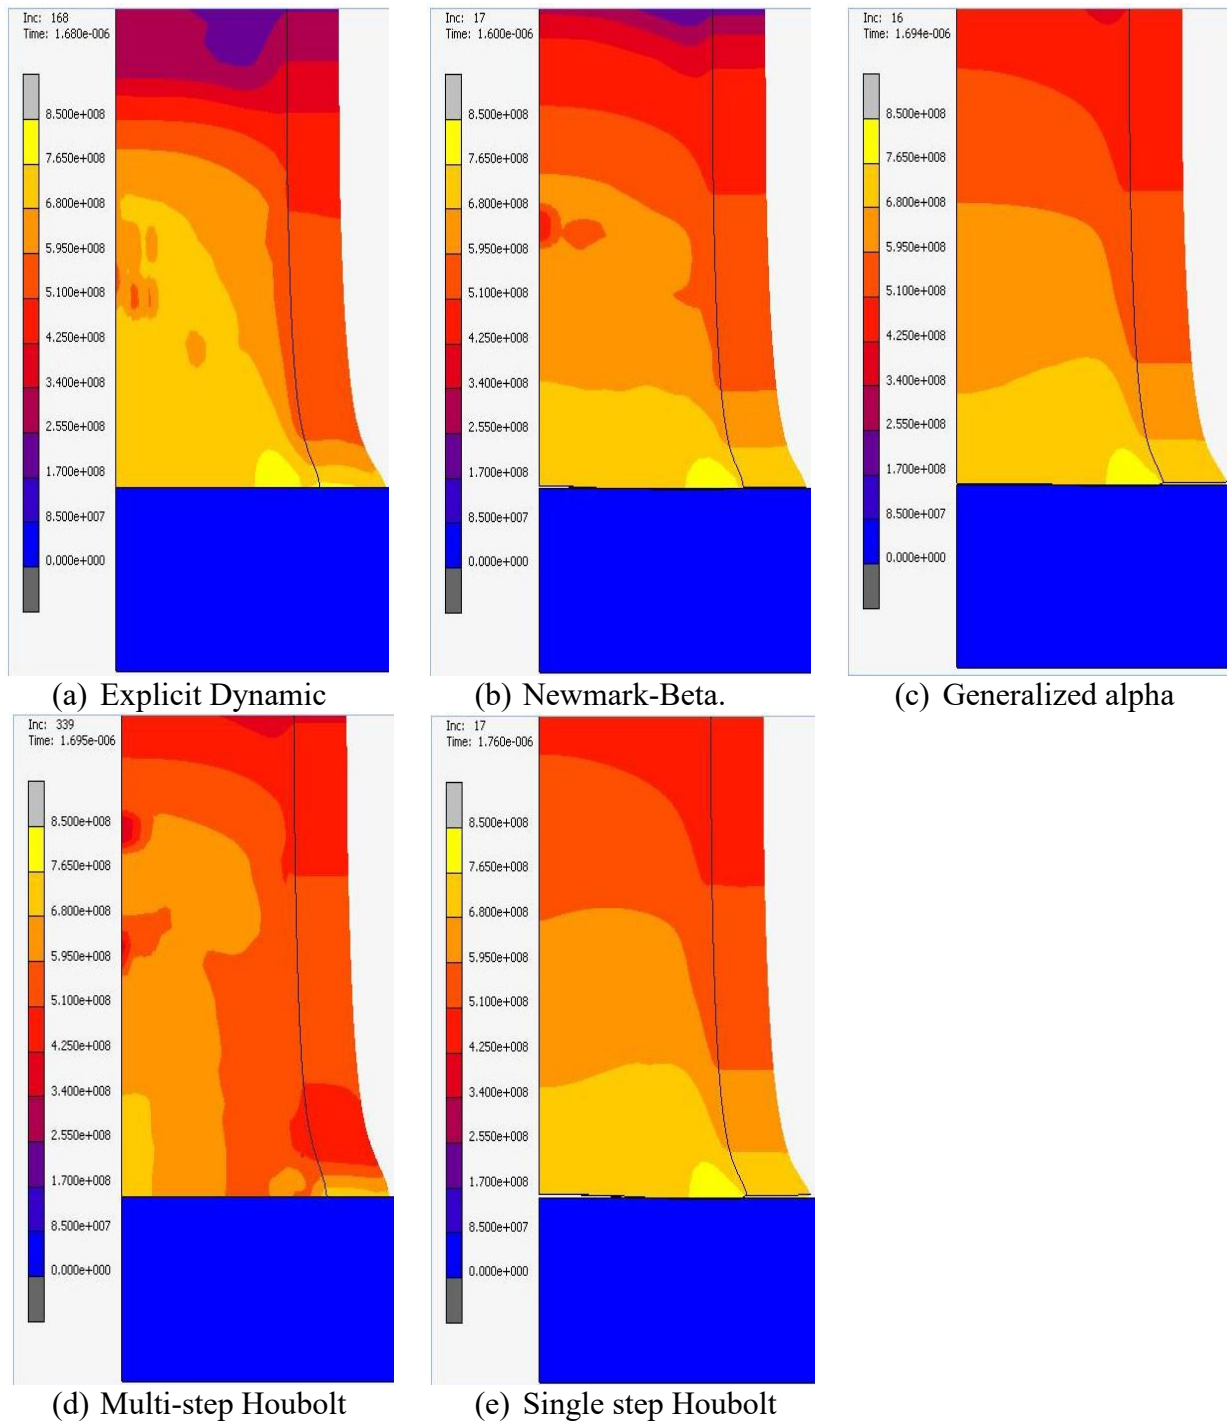 Inc: 168
Time: 1.680e-006
8.500e+008
7.650e+008
6.800e+008
5.950e+008
5.100e+008
4.250e+008
3.400e+008
2.550e+008
1.700e+008
8.500e+007
0.000e+000
(a) Explicit Dynamic
Inc: 17
Time: 1.600e-006
8.500e+008
7.650e+008
6.800e+008
5.950e+008
5.100e+008
4.250e+008
3.400e+008
2.550e+008
1.700e+008
8.500e+007
0.000e+000
(b) Newmark-Beta.
Inc: 16
Time: 1.694e-006
8.500e+008
7.650e+008
6.800e+008
5.950e+008
5.100e+008
4.250e+008
3.400e+008
2.550e+008
1.700e+008
8.500e+007
0.000e+000
(c) Generalized alpha
Inc: 339
Time: 1.695e-006
8.500e+008
7.650e+008
6.800e+008
5.950e+008
5.100e+008
4.250e+008
3.400e+008
2.550e+008
1.700e+008
8.500e+007
0.000e+000
(d) Multi-step Houbolt
Inc: 17
Time: 1.760e-006
8.500e+008
7.650e+008
6.800e+008
5.950e+008
5.100e+008
4.250e+008
3.400e+008
2.550e+008
1.700e+008
8.500e+007
0.000e+000
(e) Single step Houbolt